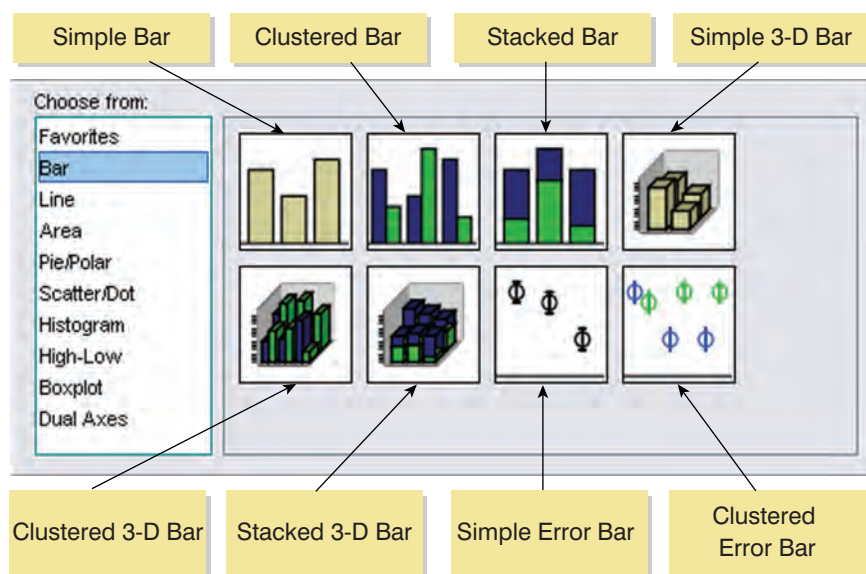 Simple Bar
Clustered Bar
Stacked Bar
Simple 3-D Bar
Choose from:
Favorites
Bar
Line
Area
Pie/Polar
Scatter/Dot
Histogram
High-Low
Boxplot
Dual Axes
Clustered 3-D Bar
Stacked 3-D Bar
Simple Error Bar
Clustered
Error Bar